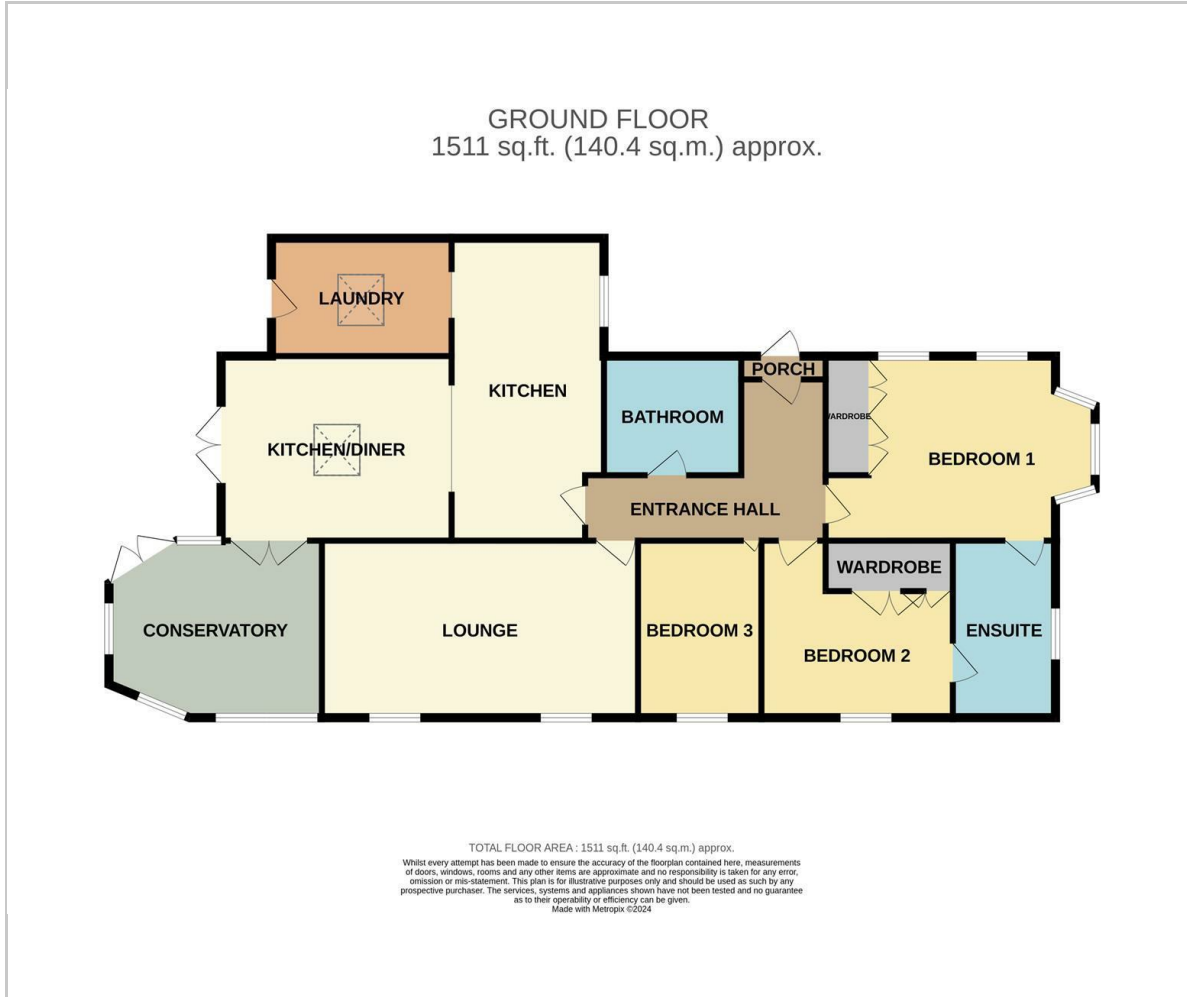 GROUND FLOOR
1511 sq.ft. (140.4 sq.m.) approx.
LAUNDRY
KITCHEN
PORCH
BATHROOM
WARDROBE
KITCHEN/DINER
BEDROOM 1
ENTRANCE HALL
WARDROBE
CONSERVATORY
LOUNGE
BEDROOM 3
ENSUITE
BEDROOM 2
TOTAL FLOOR AREA : 1511 sq.ft. (140.4 sq.m.) approx.
Whilst every attempt has been made to ensure the accuracy of the floorplan contained here, measurements
of doors, windows, rooms and any other items are approximate and no responsibility is taken for any error,
omission or mis-statement. This plan is for illustrative purposes only and should be used as such by any
prospective purchaser. The services, systems and appliances shown have not been tested and no guarantee
as to their operability or efficiency can be given.
Made with Metropix ©2024